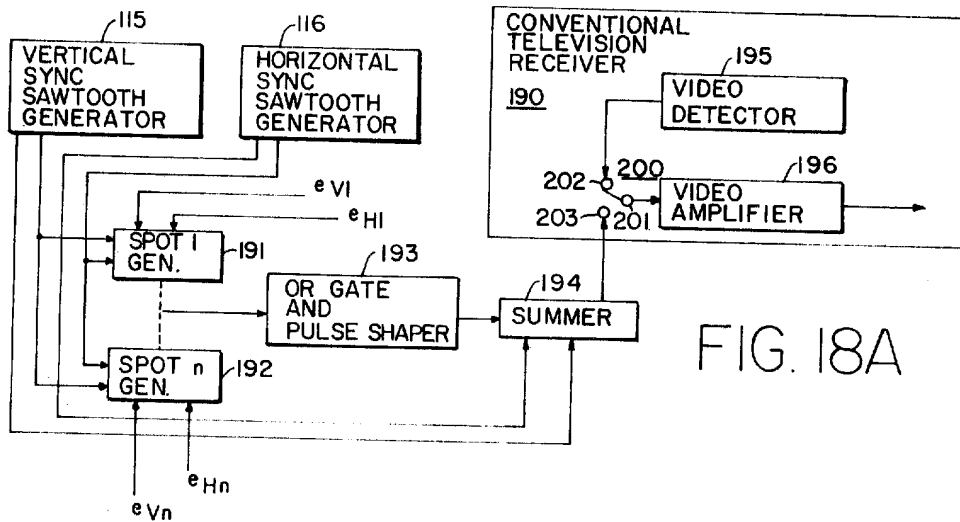 115
VERTICAL
SYNC
SAWTOOTH
GENERATOR
116
HORIZONTAL
SYNC
SAWTOOTH
GENERATOR
CONVENTIONAL
TELEVISION
RECEIVER
190
195
VIDEO
DETECTOR
200
202
201
203
196
VIDEO
AMPLIFIER
e V1
e H1
SPOT 1
GEN.
191
193
OR GATE
AND
PULSE SHAPER
194
SUMMER
SPOT n
GEN.
192
e Hn
e Vn
FIG. 18A